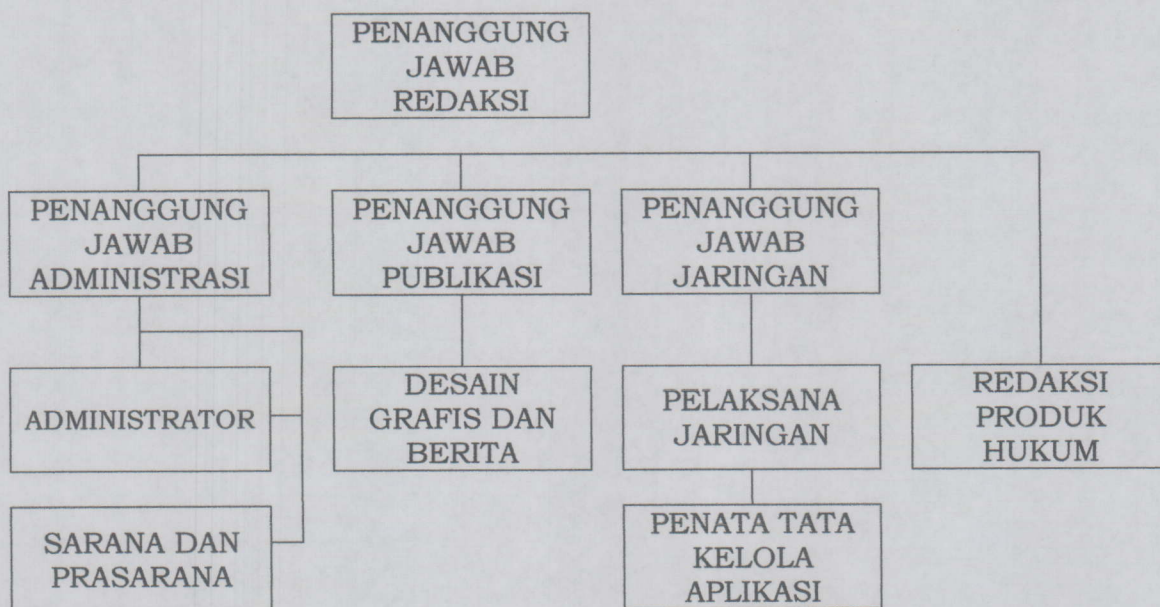 PENANGGUNG
JAWAB
REDAKSI
PENANGGUNG
JAWAB
ADMINISTRASI
PENANGGUNG
JAWAB
PUBLIKASI
PENANGGUNG
JAWAB
JARINGAN
ADMINISTRATOR
DESAIN
GRAFIS DAN
BERITA
PELAKSANA
JARINGAN
REDAKSI
PRODUK
HUKUM
SARANA DAN
PRASARANA
PENATA TATA
KELOLA
APLIKASI